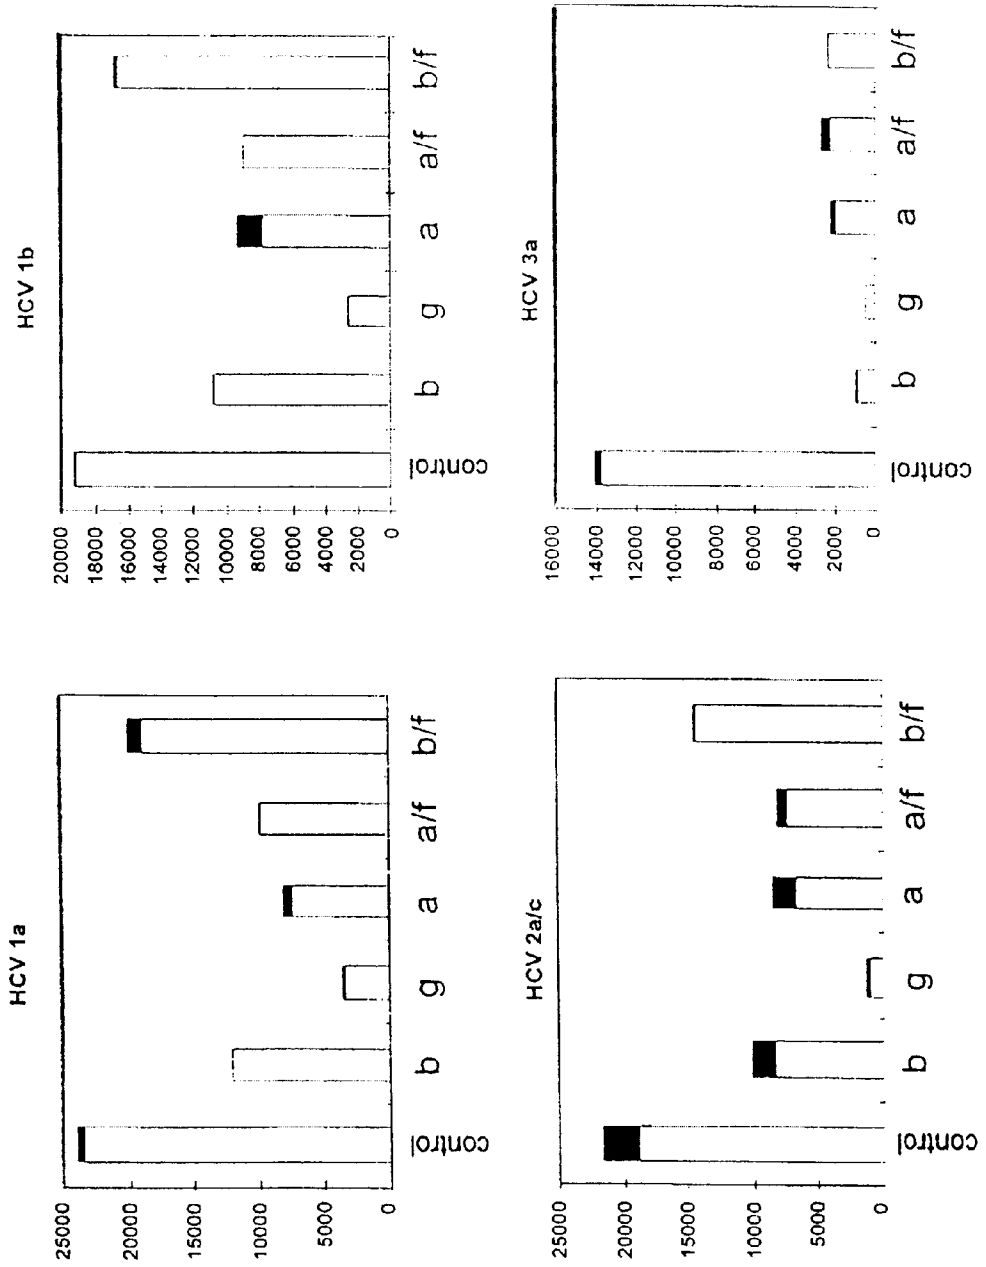 HCV 1a
25000
20000
15000
10000
5000
0
control
b
g
a
a/f
b/f
HCV 1b
20000
18000
16000
14000
12000
10000
8000
6000
4000
2000
0
control
b
g
a
a/f
b/f
HCV 2a/c
25000
20000
15000
10000
5000
0
control
b
g
a
a/f
b/f
HCV 3a
16000
14000
12000
10000
8000
6000
4000
2000
0
control
b
g
a
a/f
b/f